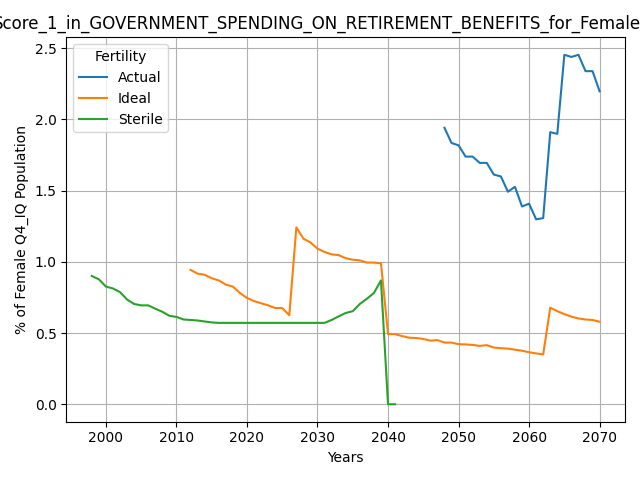 Score_1_in_GOVERNMENT_SPENDING_ON_RETIREMENT_BENEFITS_for_Female
Fertility
Actual
Ideal
Sterile
% of Female Q4_IQ Population
2.5
2.0
1.5
1.0
0.5
0.0
2000 2010 2020 2030 2040 2050 2060 2070
Years